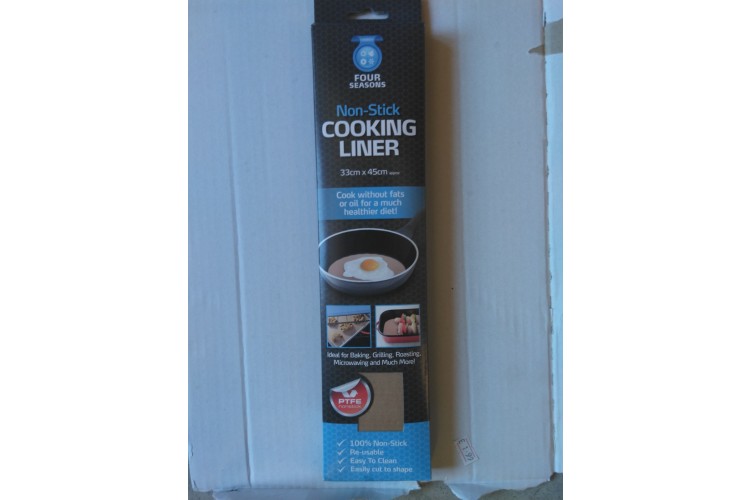 FOUR
SEASONS
Non-Stick
COOKING
LINER
33cm x 45cm
Cook without fats
or oil for a much
healthier diet!
Ideal for Baking, Grilling, Roasting,
Microwaving and Much More!
PTFE
✓ 100% Non-Stick
✓ Re-usable
✓ Easy To Clean
✓ Easily cut to shape